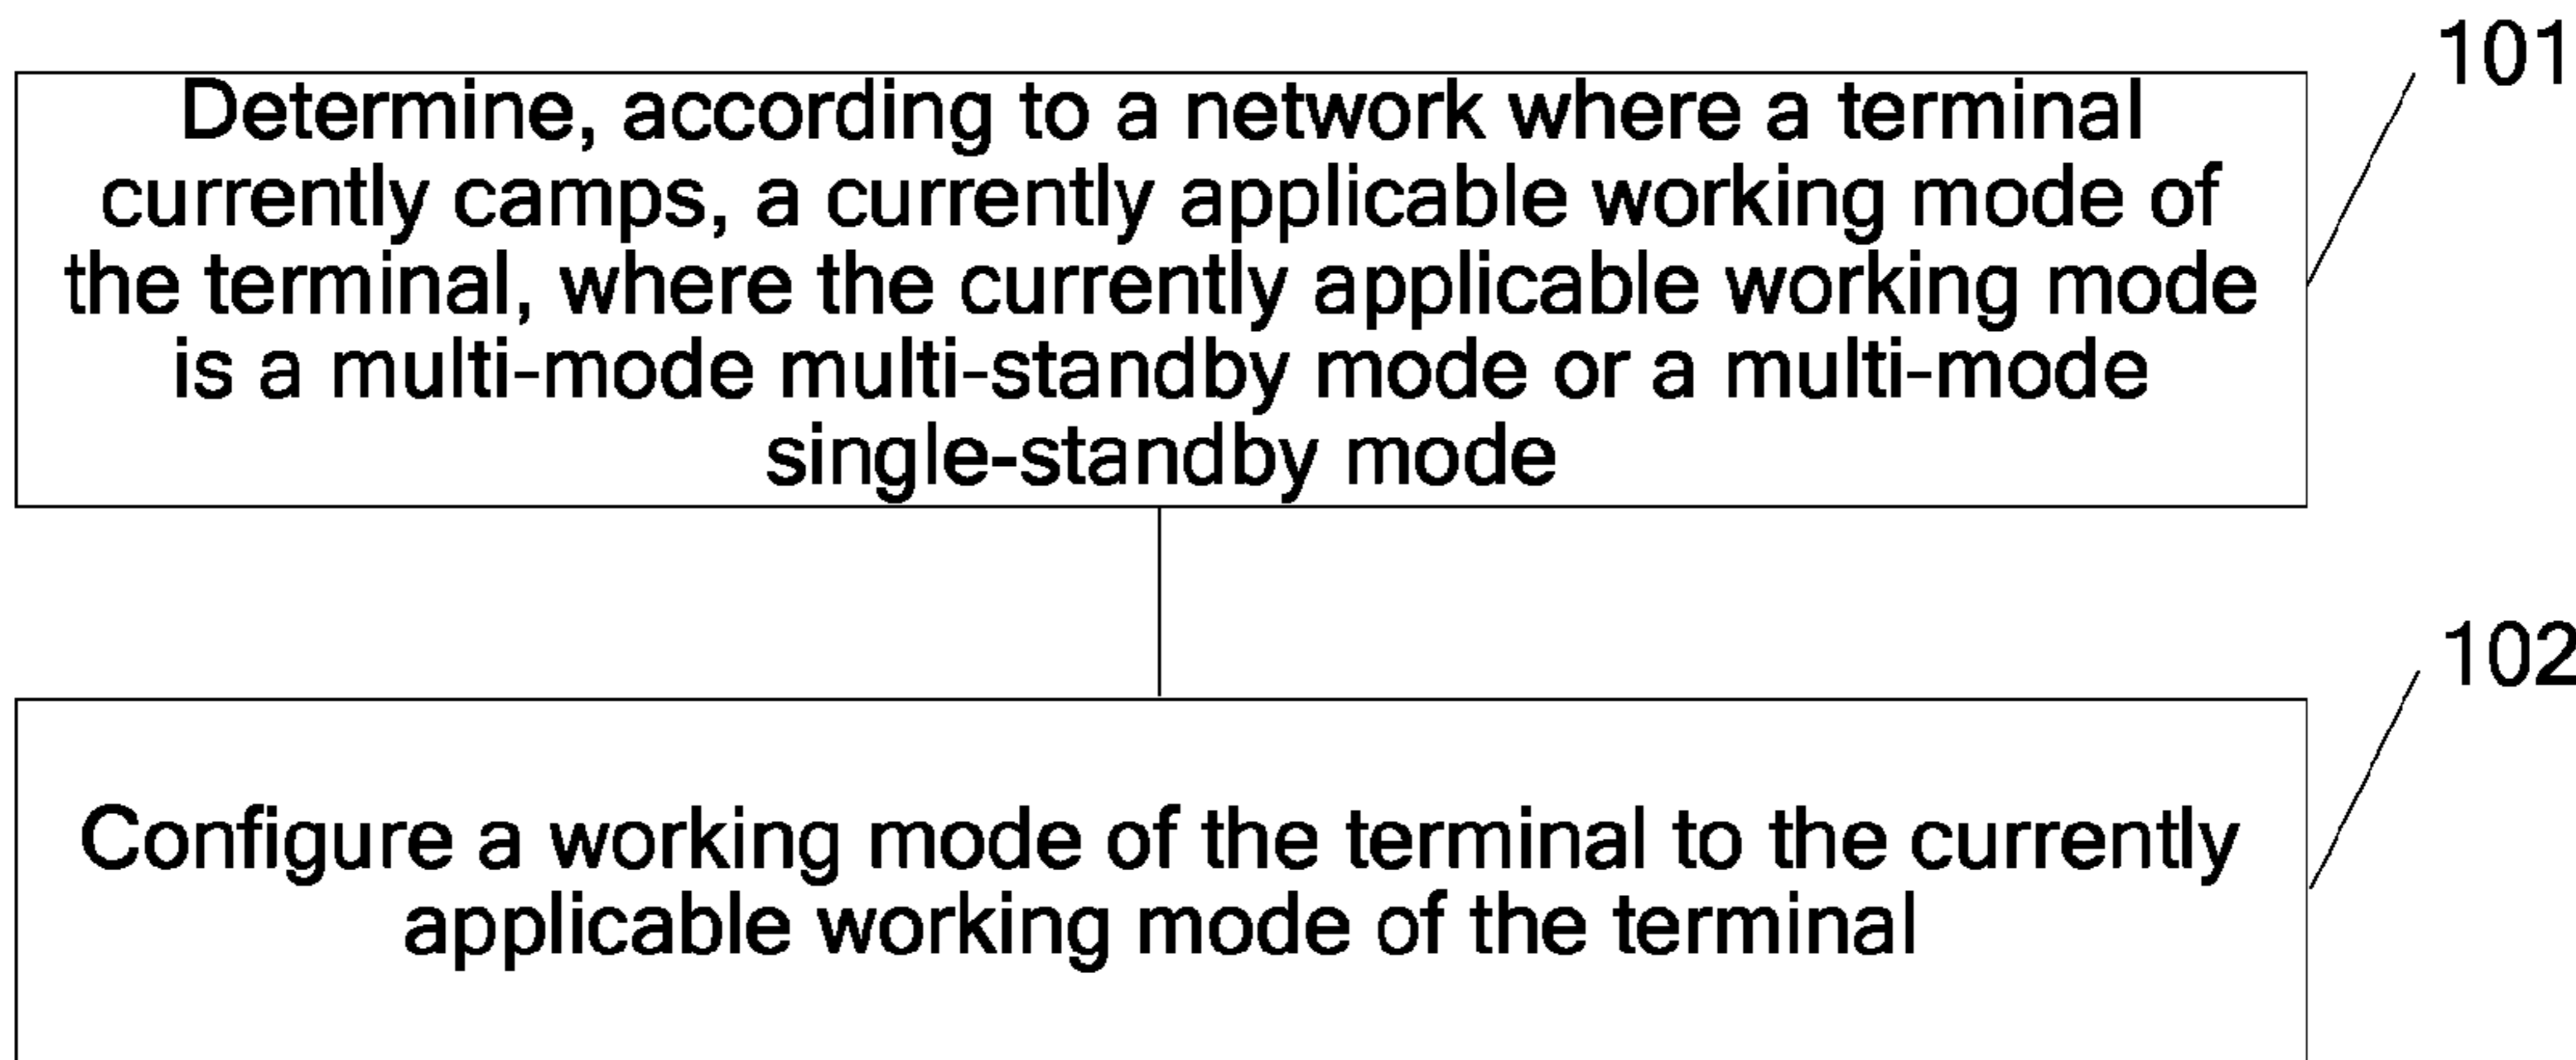 101
Determine, according to a network where a terminal
currently camps, a currently applicable working mode of
the terminal, where the currently applicable working mode
is a multi-mode multi-standby mode or a multi-mode
single-standby mode
102
Configure a working mode of the terminal to the currently
applicable working mode of the terminal